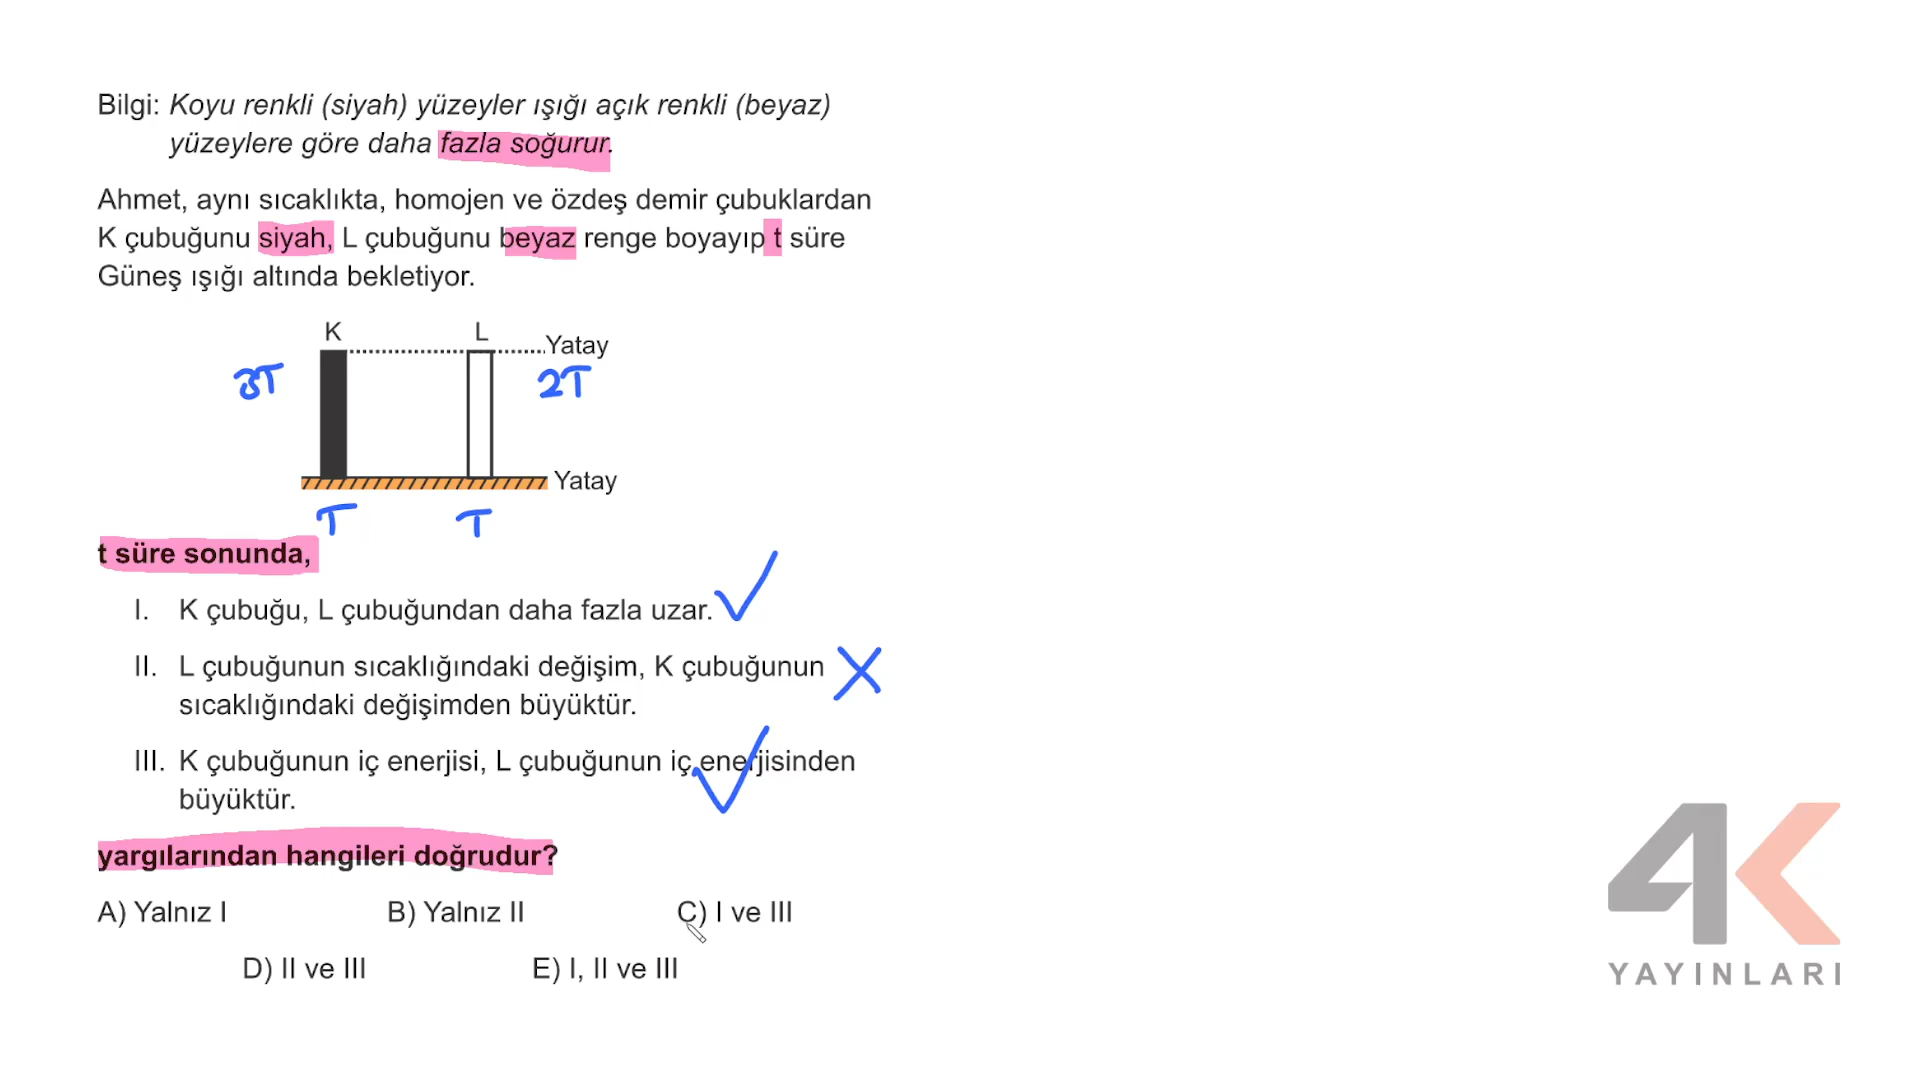 Bilgi: Koyu renkli (siyah) yüzeyler ışığı açık renkli (beyaz)
yüzeylere göre daha fazla soğurur.
Ahmet, aynı sıcaklıkta, homojen ve özdeş demir çubuklardan
K çubuğunu siyah, L çubuğunu beyaz renge boyayıp t süre
Güneş ışığı altında bekletiyor.
K L Yatay
3T 2T
Yatay
T T
t süre sonunda,
I. K çubuğu, L çubuğundan daha fazla uzar.
II. L çubuğunun sıcaklığındaki değişim, K çubuğunun
sıcaklığındaki değişimden büyüktür.
III. K çubuğunun iç enerjisi, L çubuğunun iç enerjisinden
büyüktür.
yargılarından hangileri doğrudur?
A) Yalnız I B) Yalnız II C) I ve III
D) II ve III E) I, II ve III
4K
YAYINLARI